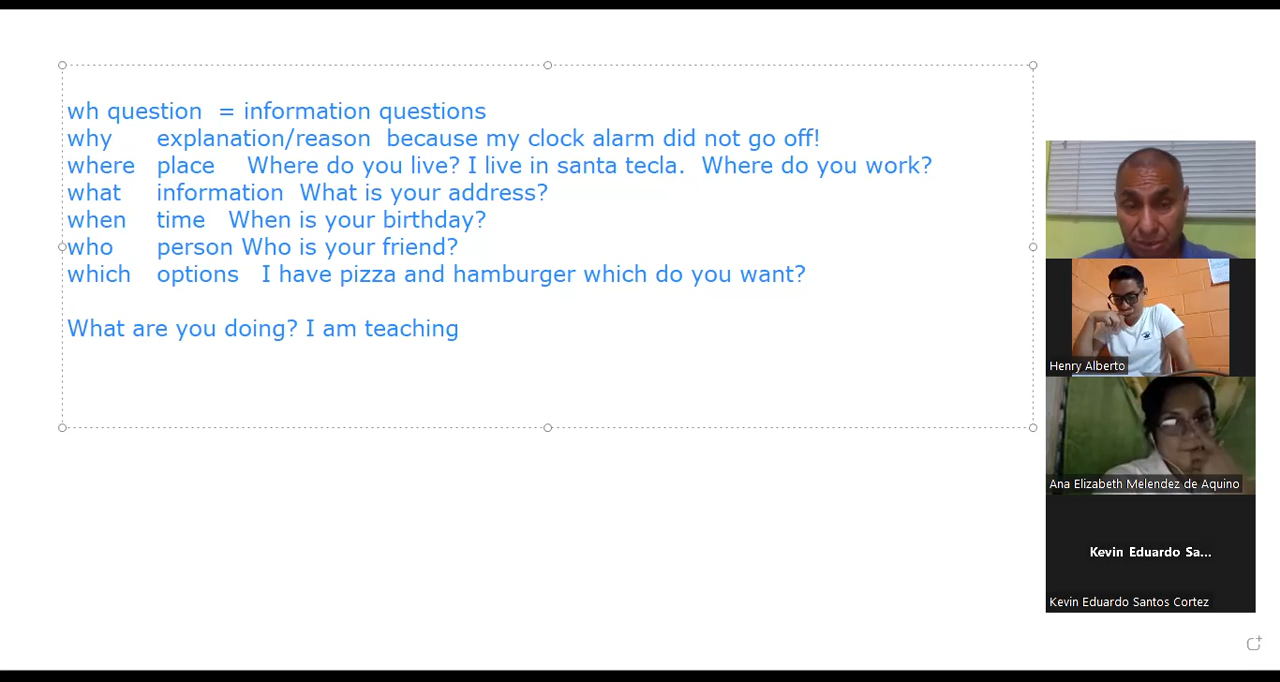 wh question = information questions
why explanation/reason because my clock alarm did not go off!
where place Where do you live? I live in santa tecla. Where do you work?
what information What is your address?
when time When is your birthday?
who person Who is your friend?
which options I have pizza and hamburger which do you want?
What are you doing? I am teaching
Henry Alberto
Ana Elizabeth Melendez de Aquino
Kevin Eduardo Sa...
Kevin Eduardo Santos Cortez